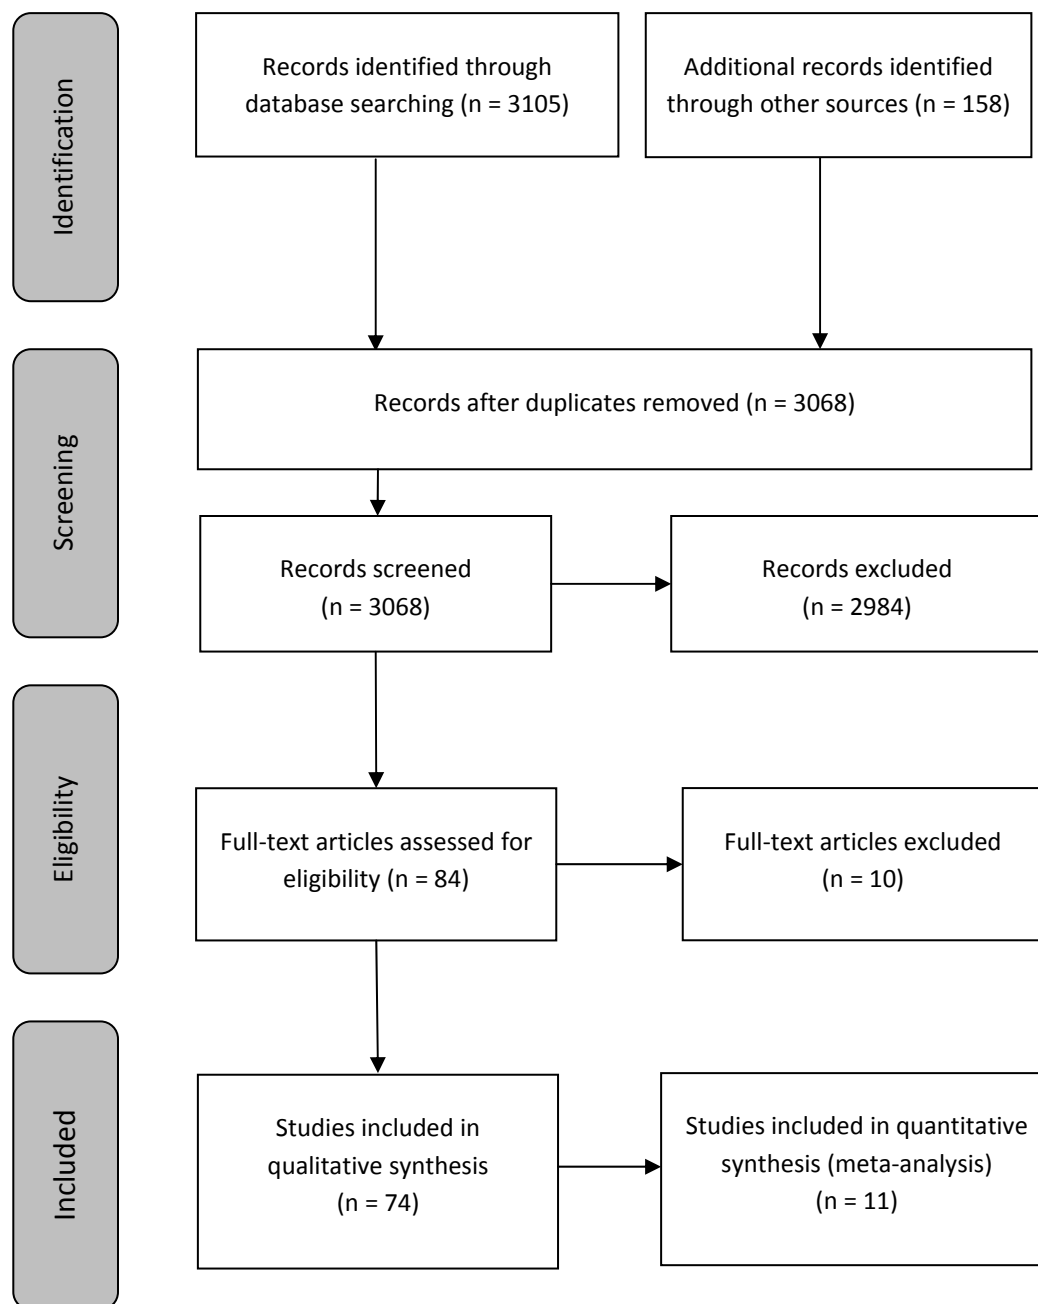 Identification
Records identified through
database searching (n = 3105)
Additional records identified
through other sources (n = 158)
Screening
Records after duplicates removed (n = 3068)
Records screened
(n = 3068)
Records excluded
(n = 2984)
Eligibility
Full-text articles assessed for
eligibility (n = 84)
Full-text articles excluded
(n = 10)
Included
Studies included in
qualitative synthesis
(n = 74)
Studies included in quantitative
synthesis (meta-analysis)
(n = 11)